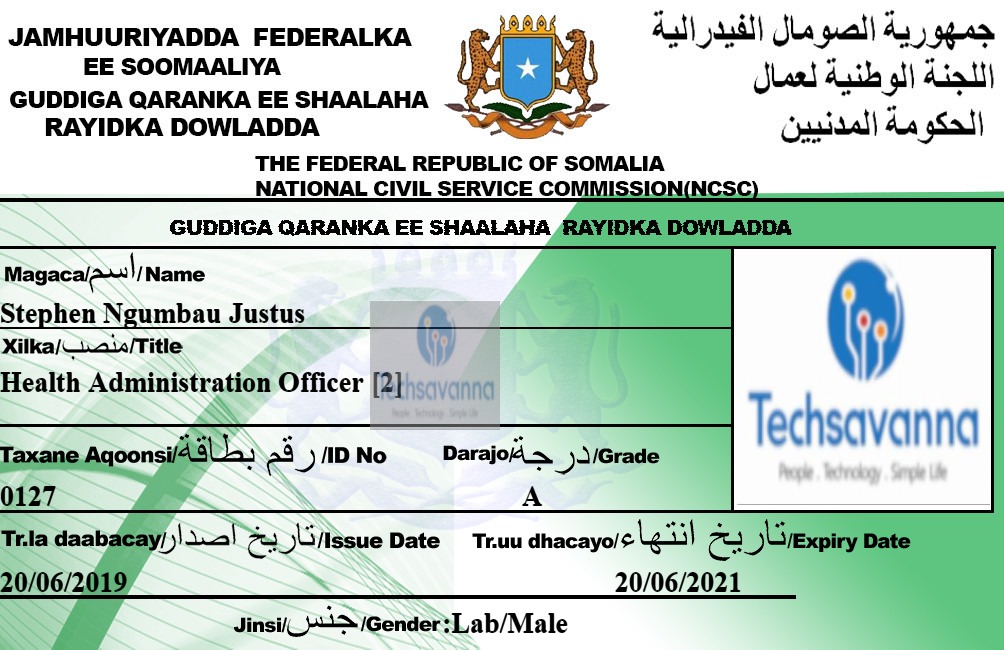 JAMHUURIYADDA FEDERALKA
EE SOOMAALIYA
GUDDIGA QARANKA EE SHAALAHA
RAYIDKA DOWLADDA
جمهورية الصومال الفيدرالية
اللجنة الوطنية لعمال
الحكومة المدنيين
THE FEDERAL REPUBLIC OF SOMALIA
NATIONAL CIVIL SERVICE COMMISSION(NCSC)
GUDDIGA QARANKA EE SHAALAHA RAYIDKA DOWLADDA
Magaca/اسم/Name
Stephen Ngumbau Justus
Xilka/منصب/Title
Health Administration Officer [2]
Techsavanna
People . Technology . Simple Life
Techsavanna
People . Technology . Simple Life
Taxane Aqoonsi/رقم بطاقة/ID No
Darajo/درجة/Grade
0127
A
Tr.la daabacay/تاريخ اصدار/Issue Date
Tr.uu dhacayo/تاريخ انتهاء/Expiry Date
20/06/2019
20/06/2021
Jinsi/جنس/Gender:Lab/Male